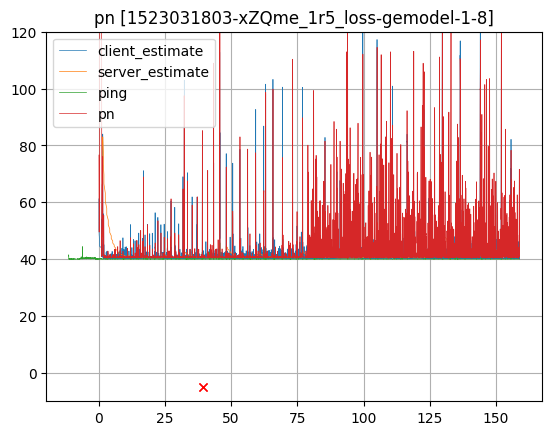 pn [1523031803-xZQme_1r5_loss-gemodel-1-8]
120
100
80
60
40
20
0
client_estimate
server_estimate
ping
pn
0 25 50 75 100 125 150